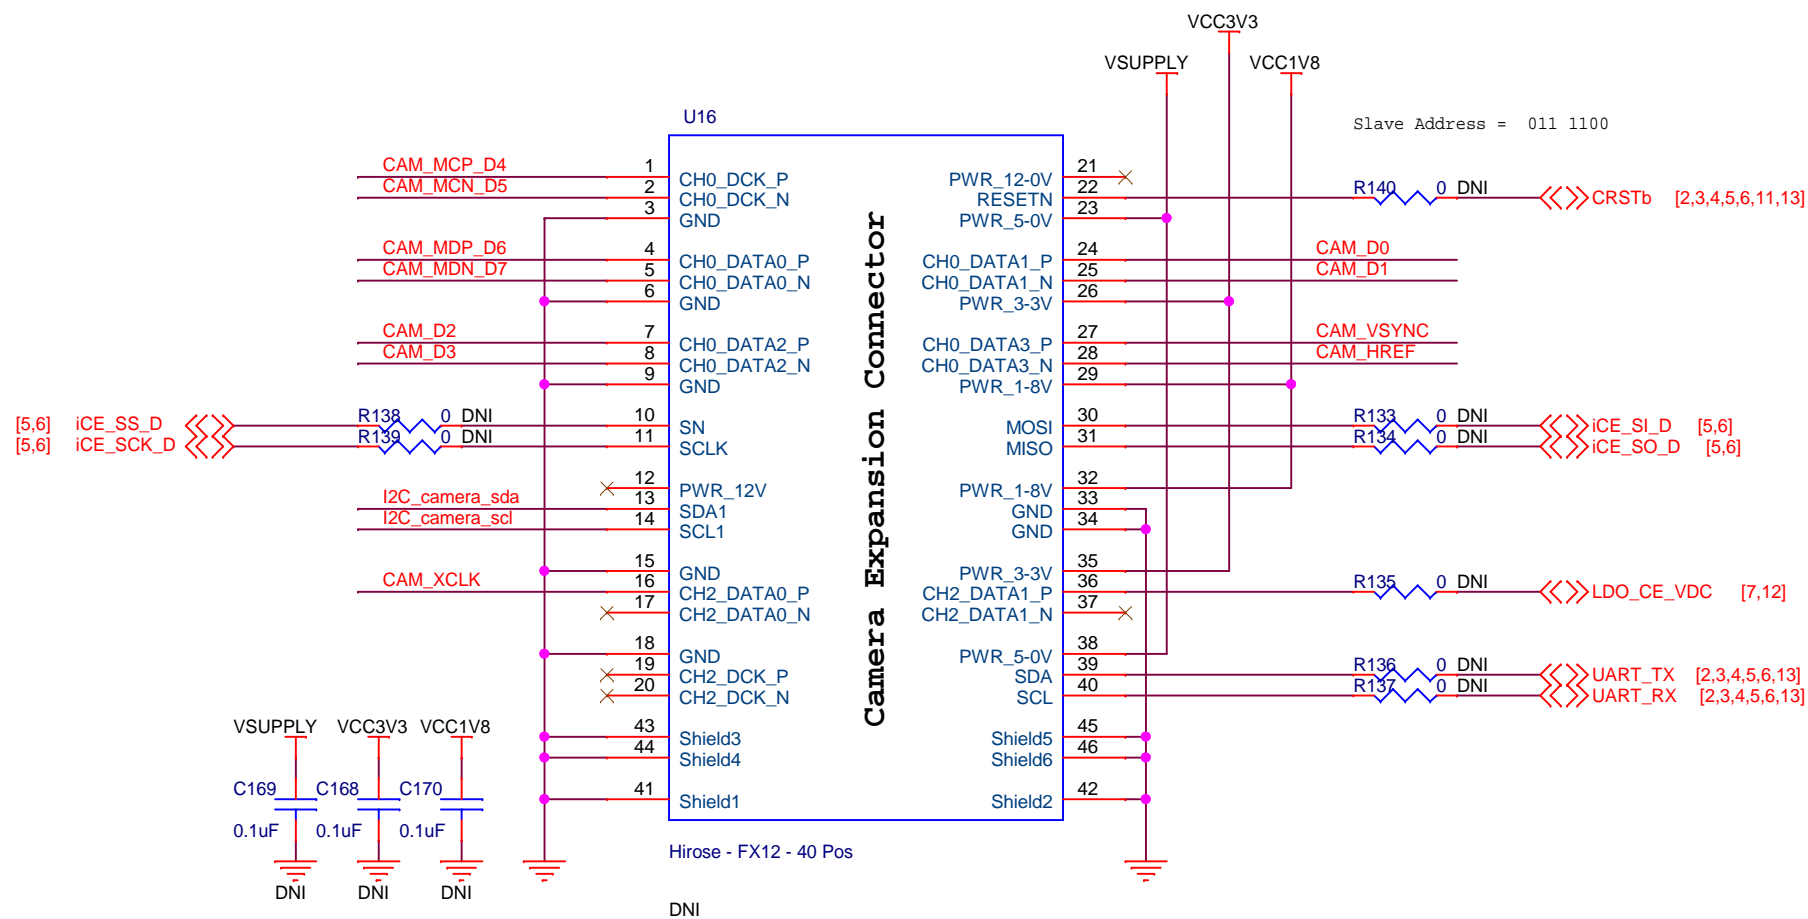 VCC3V3
VSUPPLY VCC1V8
U16
Slave Address = 011 1100
Camera Expansion Connector
CAM_MCP_D4 1 CH0_DCK_P
CAM_MCN_D5 2 CH0_DCK_N
3 GND
CAM_MDP_D6 4 CH0_DATA0_P
CAM_MDN_D7 5 CH0_DATA0_N
6 GND
CAM_D2 7 CH0_DATA2_P
CAM_D3 8 CH0_DATA2_N
9 GND
[5,6] iCE_SS_D R138 0 DNI 10 SN
[5,6] iCE_SCK_D R139 0 DNI 11 SCLK
12 PWR_12V
I2C_camera_sda 13 SDA1
I2C_camera_scl 14 SCL1
15 GND
CAM_XCLK 16 CH2_DATA0_P
17 CH2_DATA0_N
18 GND
19 CH2_DCK_P
20 CH2_DCK_N
43 Shield3
44 Shield4
41 Shield1
PWR_12-0V 21
RESETN 22 R140 0 DNI CRSTb [2,3,4,5,6,11,13]
PWR_5-0V 23
CH0_DATA1_P 24 CAM_D0
CH0_DATA1_N 25 CAM_D1
PWR_3-3V 26
CH0_DATA3_P 27 CAM_VSYNC
CH0_DATA3_N 28 CAM_HREF
PWR_1-8V 29
MOSI 30 R133 0 DNI iCE_SI_D [5,6]
MISO 31 R134 0 DNI iCE_SO_D [5,6]
PWR_1-8V 32
GND 33
GND 34
PWR_3-3V 35
CH2_DATA1_P 36 R135 0 DNI LDO_CE_VDC [7,12]
CH2_DATA1_N 37
PWR_5-0V 38
SDA 39 R136 0 DNI UART_TX [2,3,4,5,6,13]
SCL 40 R137 0 DNI UART_RX [2,3,4,5,6,13]
Shield5 45
Shield6 46
Shield2 42
VSUPPLY VCC3V3 VCC1V8
C169 C168 C170
0.1uF 0.1uF 0.1uF
DNI DNI DNI
Hirose - FX12 - 40 Pos
DNI